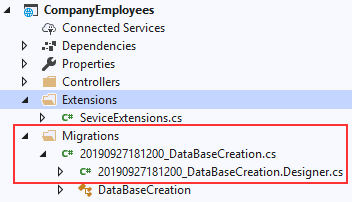 CompanyEmployees
Connected Services
Dependencies
Properties
Controllers
Extensions
C# SeviceExtensions.cs
Migrations
C# 20190927181200_DataBaseCreation.cs
C# 20190927181200_DataBaseCreation.Designer.cs
DataBaseCreation